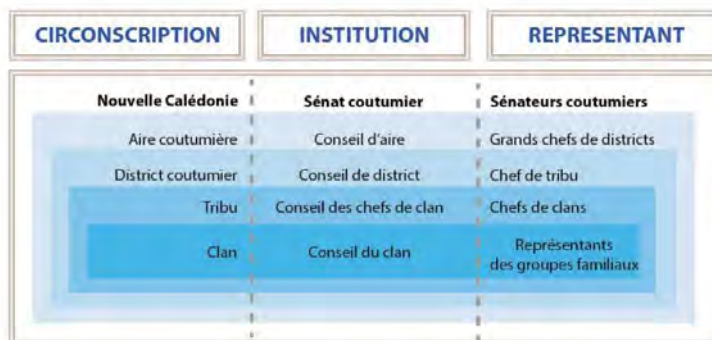 CIRCONSCRIPTION INSTITUTION REPRESENTANT
Nouvelle Calédonie Sénat coutumier Sénateurs coutumiers
Aire coutumière Conseil d'aire Grands chefs de districts
District coutumier Conseil de district Chef de tribu
Tribu Conseil des chefs de clan Chefs de clans
Clan Conseil du clan Représentants
des groupes familiaux